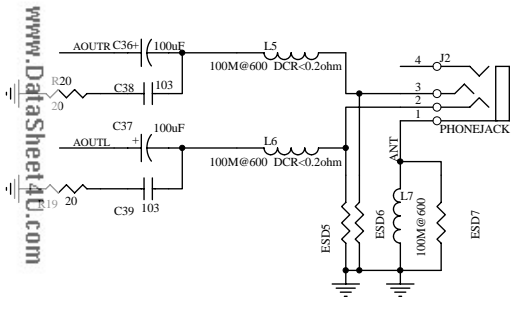 www.DataSheet4U.com
AOUTR C36+ 100uF
L5
100M@600 DCR<0.2ohm
4 J2
R20
20
C38 103
3
2
1
PHONEJACK
C37
+ 100uF
AOUTL
L6
100M@600 DCR<0.2ohm
ANT
R19 20
C39 103
ESD5
ESD6
L7
100M@600
ESD7